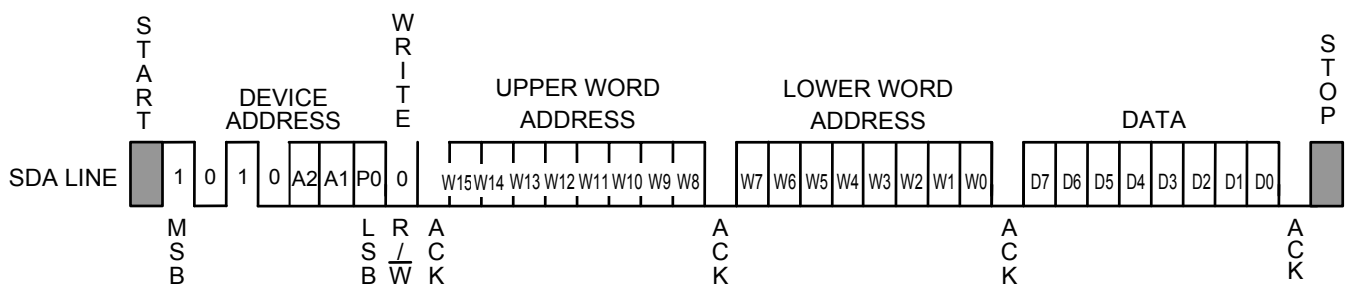 START
DEVICE
ADDRESS
WRITE
UPPER WORD
ADDRESS
LOWER WORD
ADDRESS
DATA
STOP
SDA LINE
1 0 1 0 A2 A1 P0 0
W15 W14 W13 W12 W11 W10 W9 W8
W7 W6 W5 W4 W3 W2 W1 W0
D7 D6 D5 D4 D3 D2 D1 D0
MSB
LSB
R/W
ACK
ACK
ACK
ACK